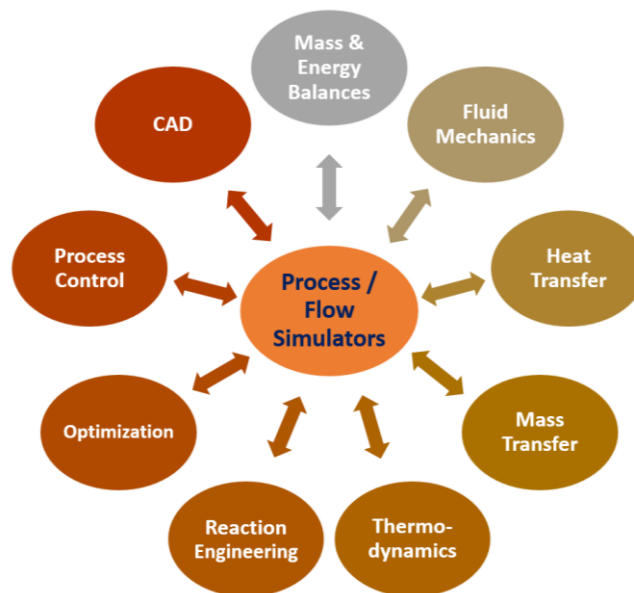 Mass &
Energy
Balances
Fluid
Mechanics
Heat
Transfer
Mass
Transfer
Thermo-
dynamics
Reaction
Engineering
Optimization
Process
Control
CAD
Process /
Flow
Simulators